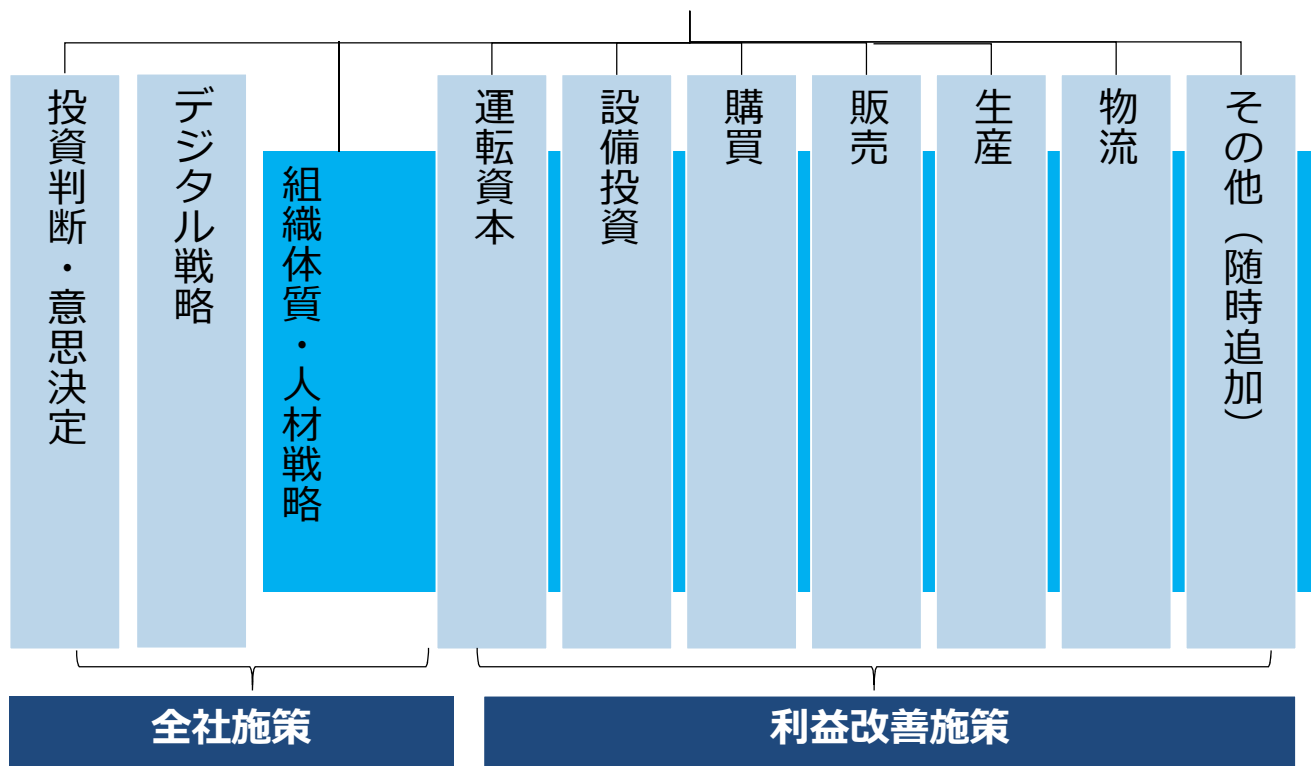 投資判断・意思決定
デジタル戦略
組織体質・人材戦略
運転資本
設備投資
購買
販売
生産
物流
その他（随時追加）
全社施策
利益改善施策